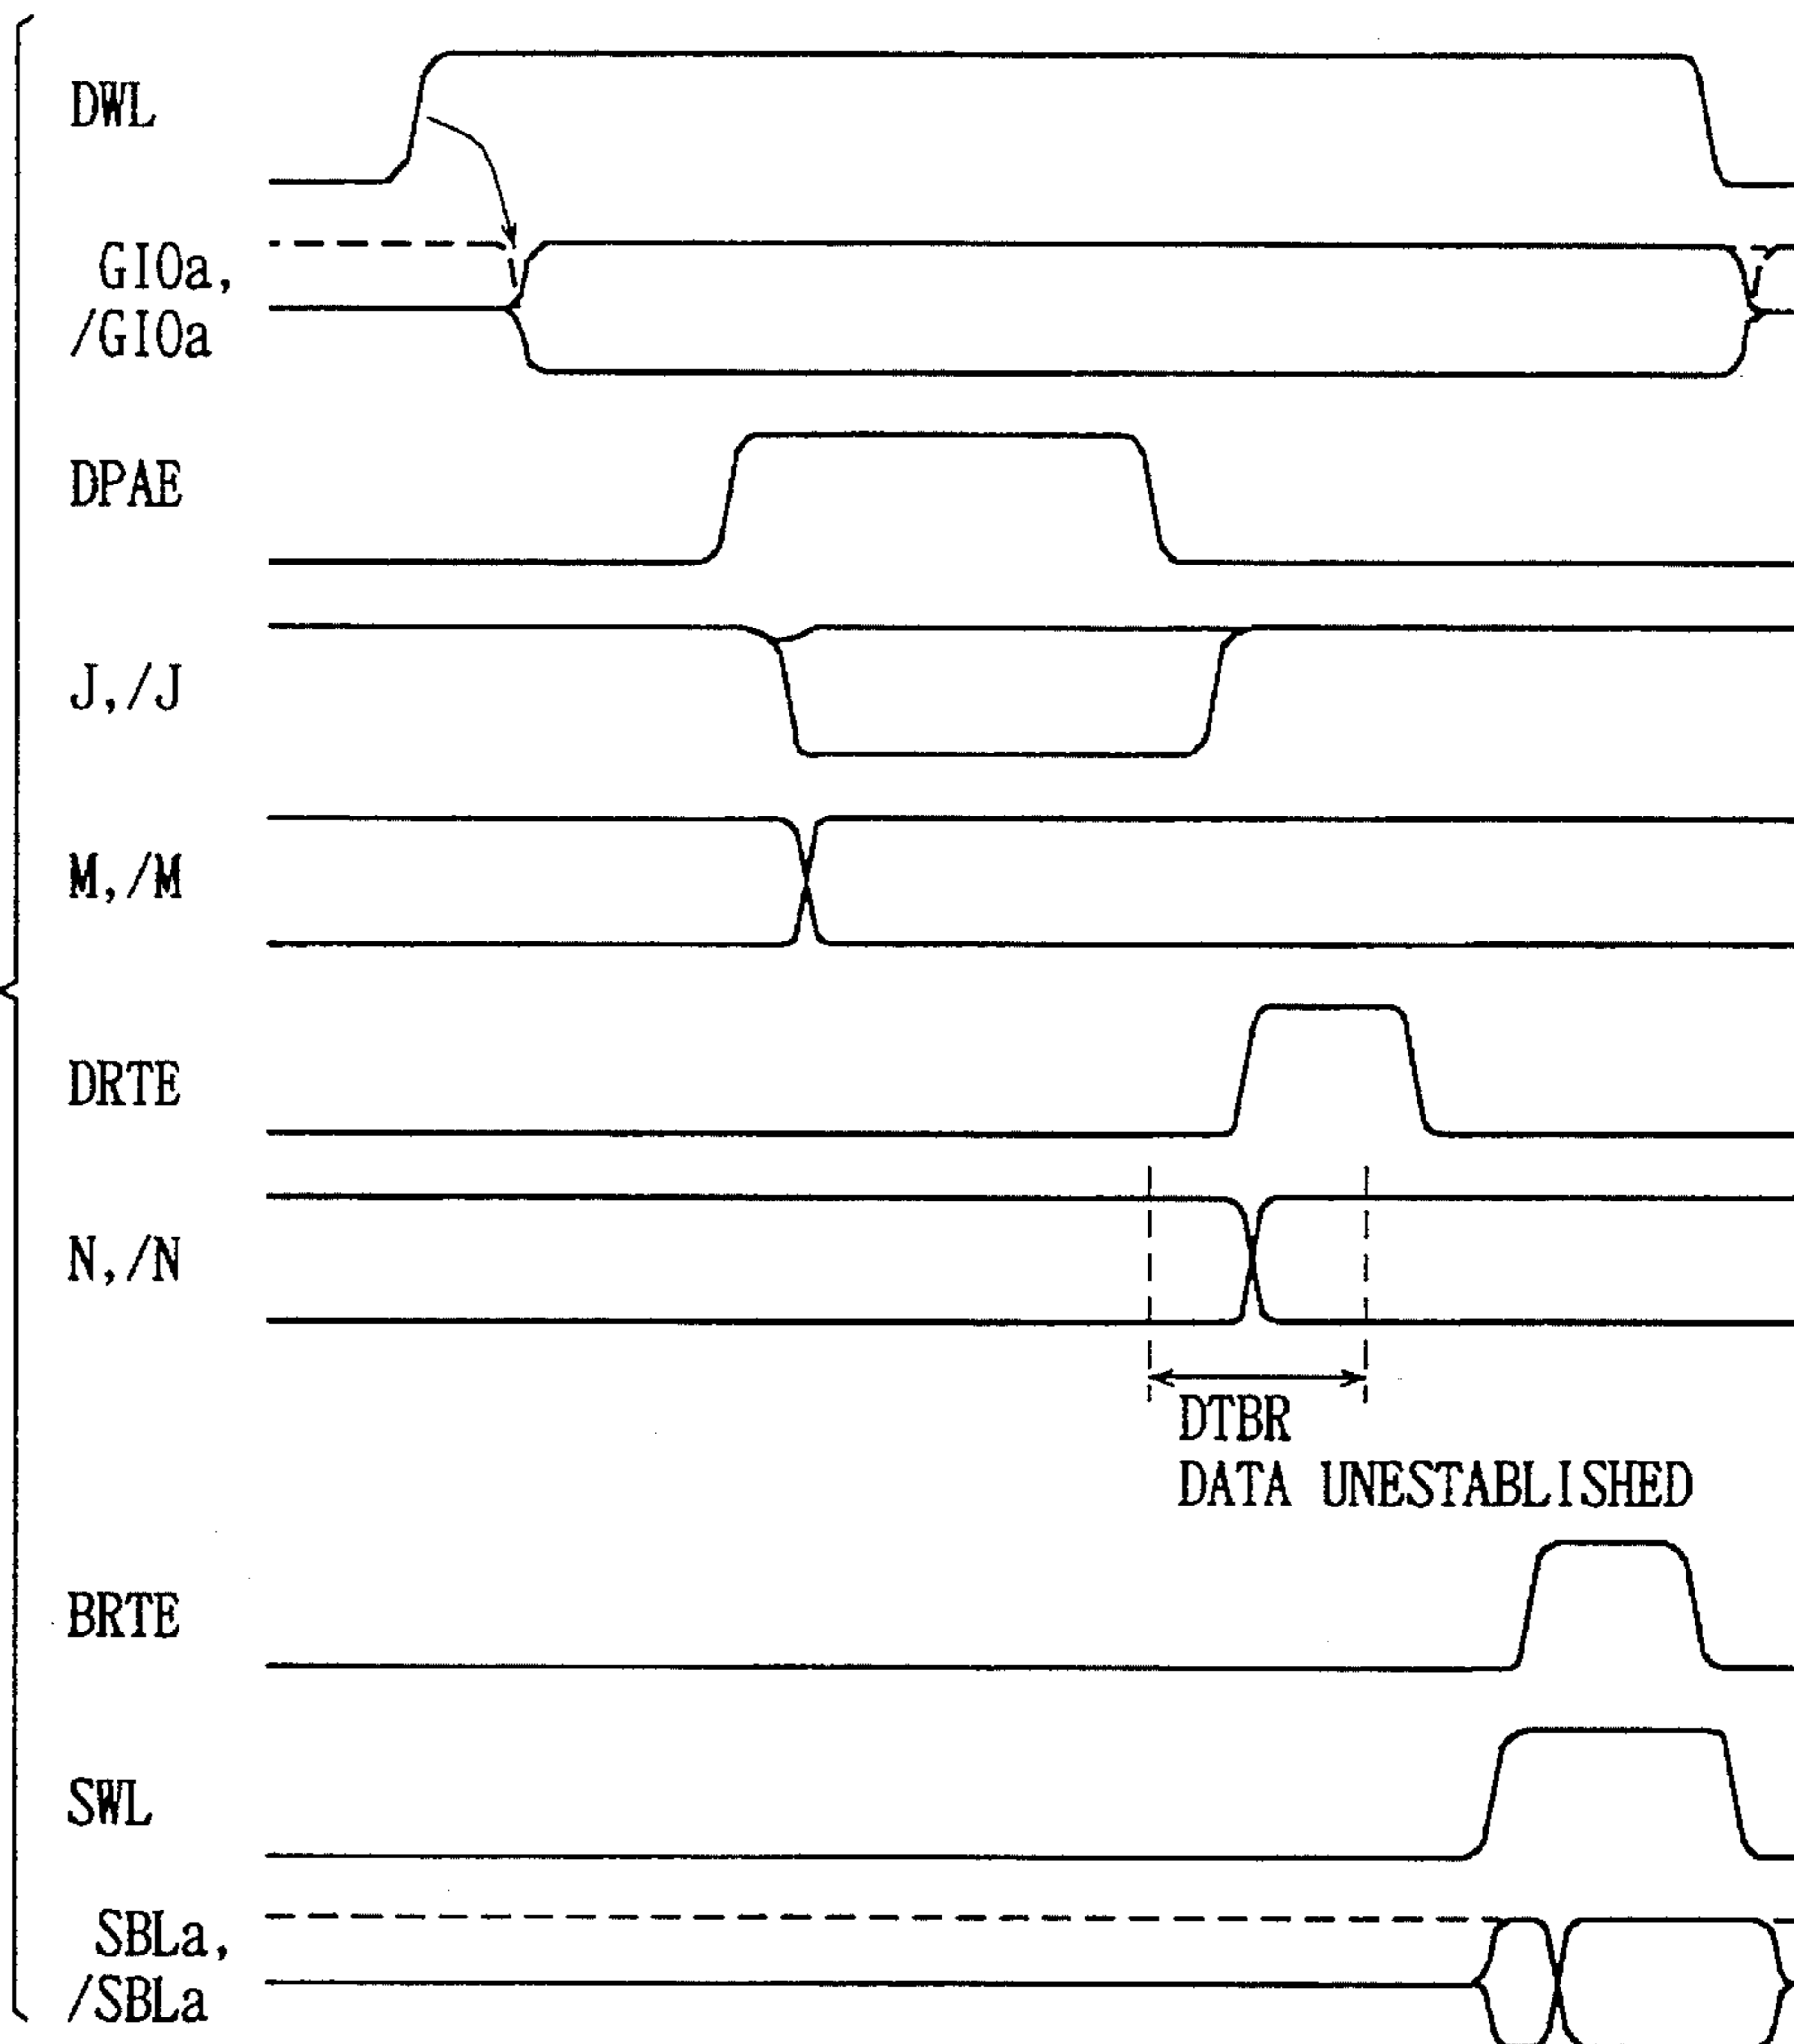 DWL
GIOa,
/GIOa
DPAE
J,/J
M,/M
DRTE
N,/N
DTBR
DATA UNESTABLISHED
BRTE
SWL
SBLa,
/SBLa